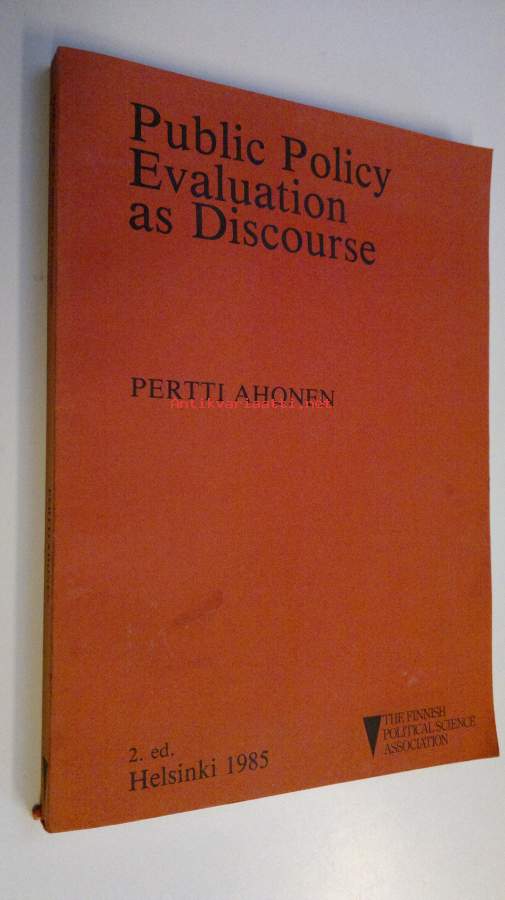 Public Policy
Evaluation
as Discourse
PERTTI AHONEN
Antikvariaatti.net
2. ed.
Helsinki 1985
THE FINNISH
POLITICAL SCIENCE
ASSOCIATION